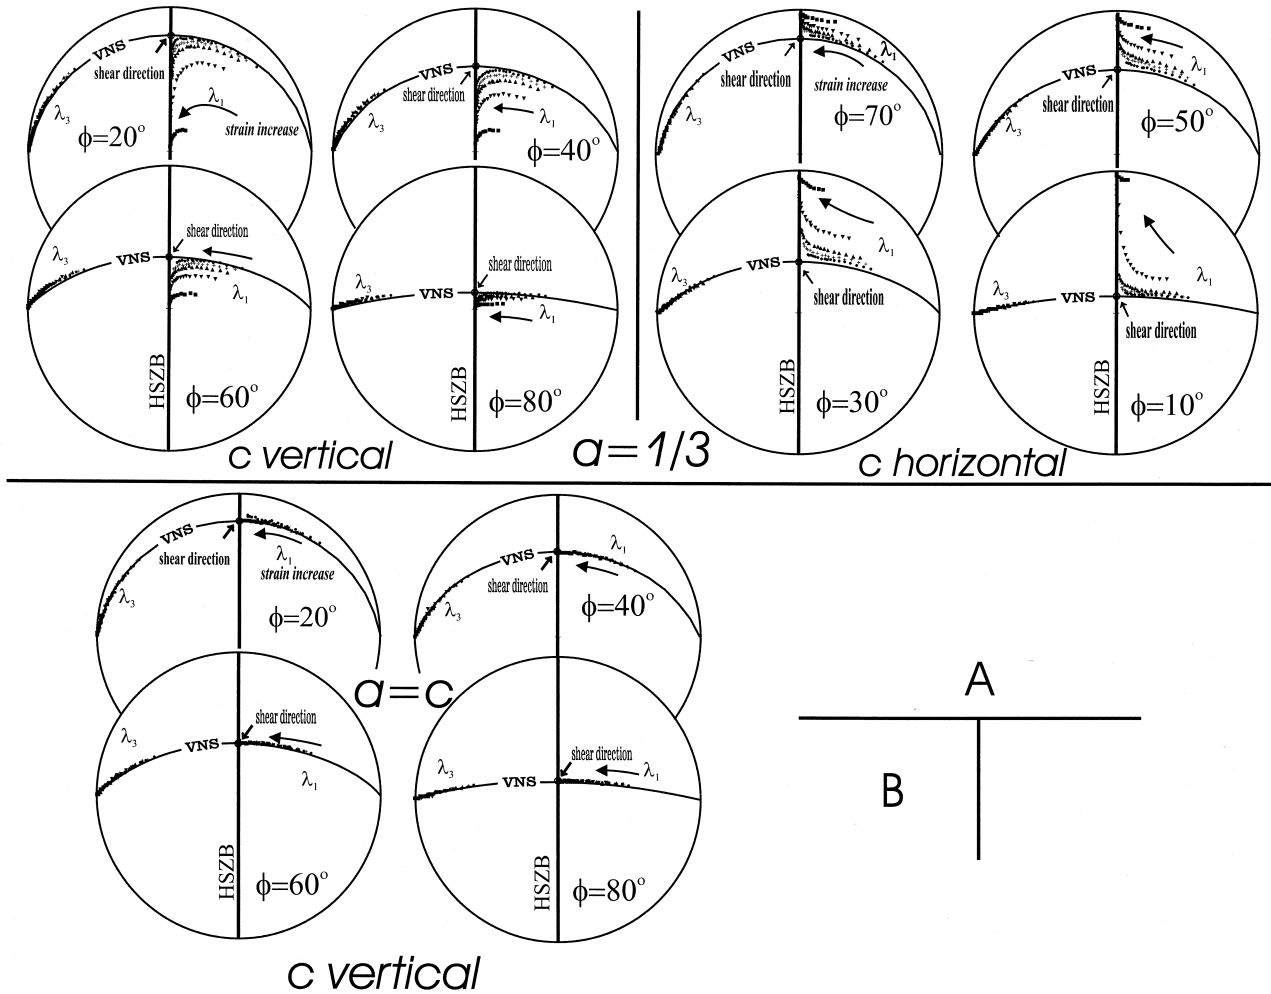 VNS
shear direction
λ3
λ1
strain increase
ϕ=20°
VNS
shear direction
λ3
λ1
ϕ=40°
VNS
λ1
shear direction
strain increase
λ3
ϕ=70°
VNS
λ1
shear direction
λ3
ϕ=50°
shear direction
λ3
VNS
λ1
HSZB
ϕ=60°
shear direction
λ3
VNS
λ1
HSZB
ϕ=80°
λ1
VNS
λ3
shear direction
HSZB
ϕ=30°
λ1
VNS
λ3
shear direction
HSZB
ϕ=10°
c vertical
a=1/3
c horizontal
VNS
shear direction
λ1
strain increase
λ3
ϕ=20°
VNS
λ1
shear direction
λ3
ϕ=40°
a=c
A
B
shear direction
λ3
VNS
λ1
HSZB
ϕ=60°
shear direction
λ3
VNS
λ1
HSZB
ϕ=80°
c vertical